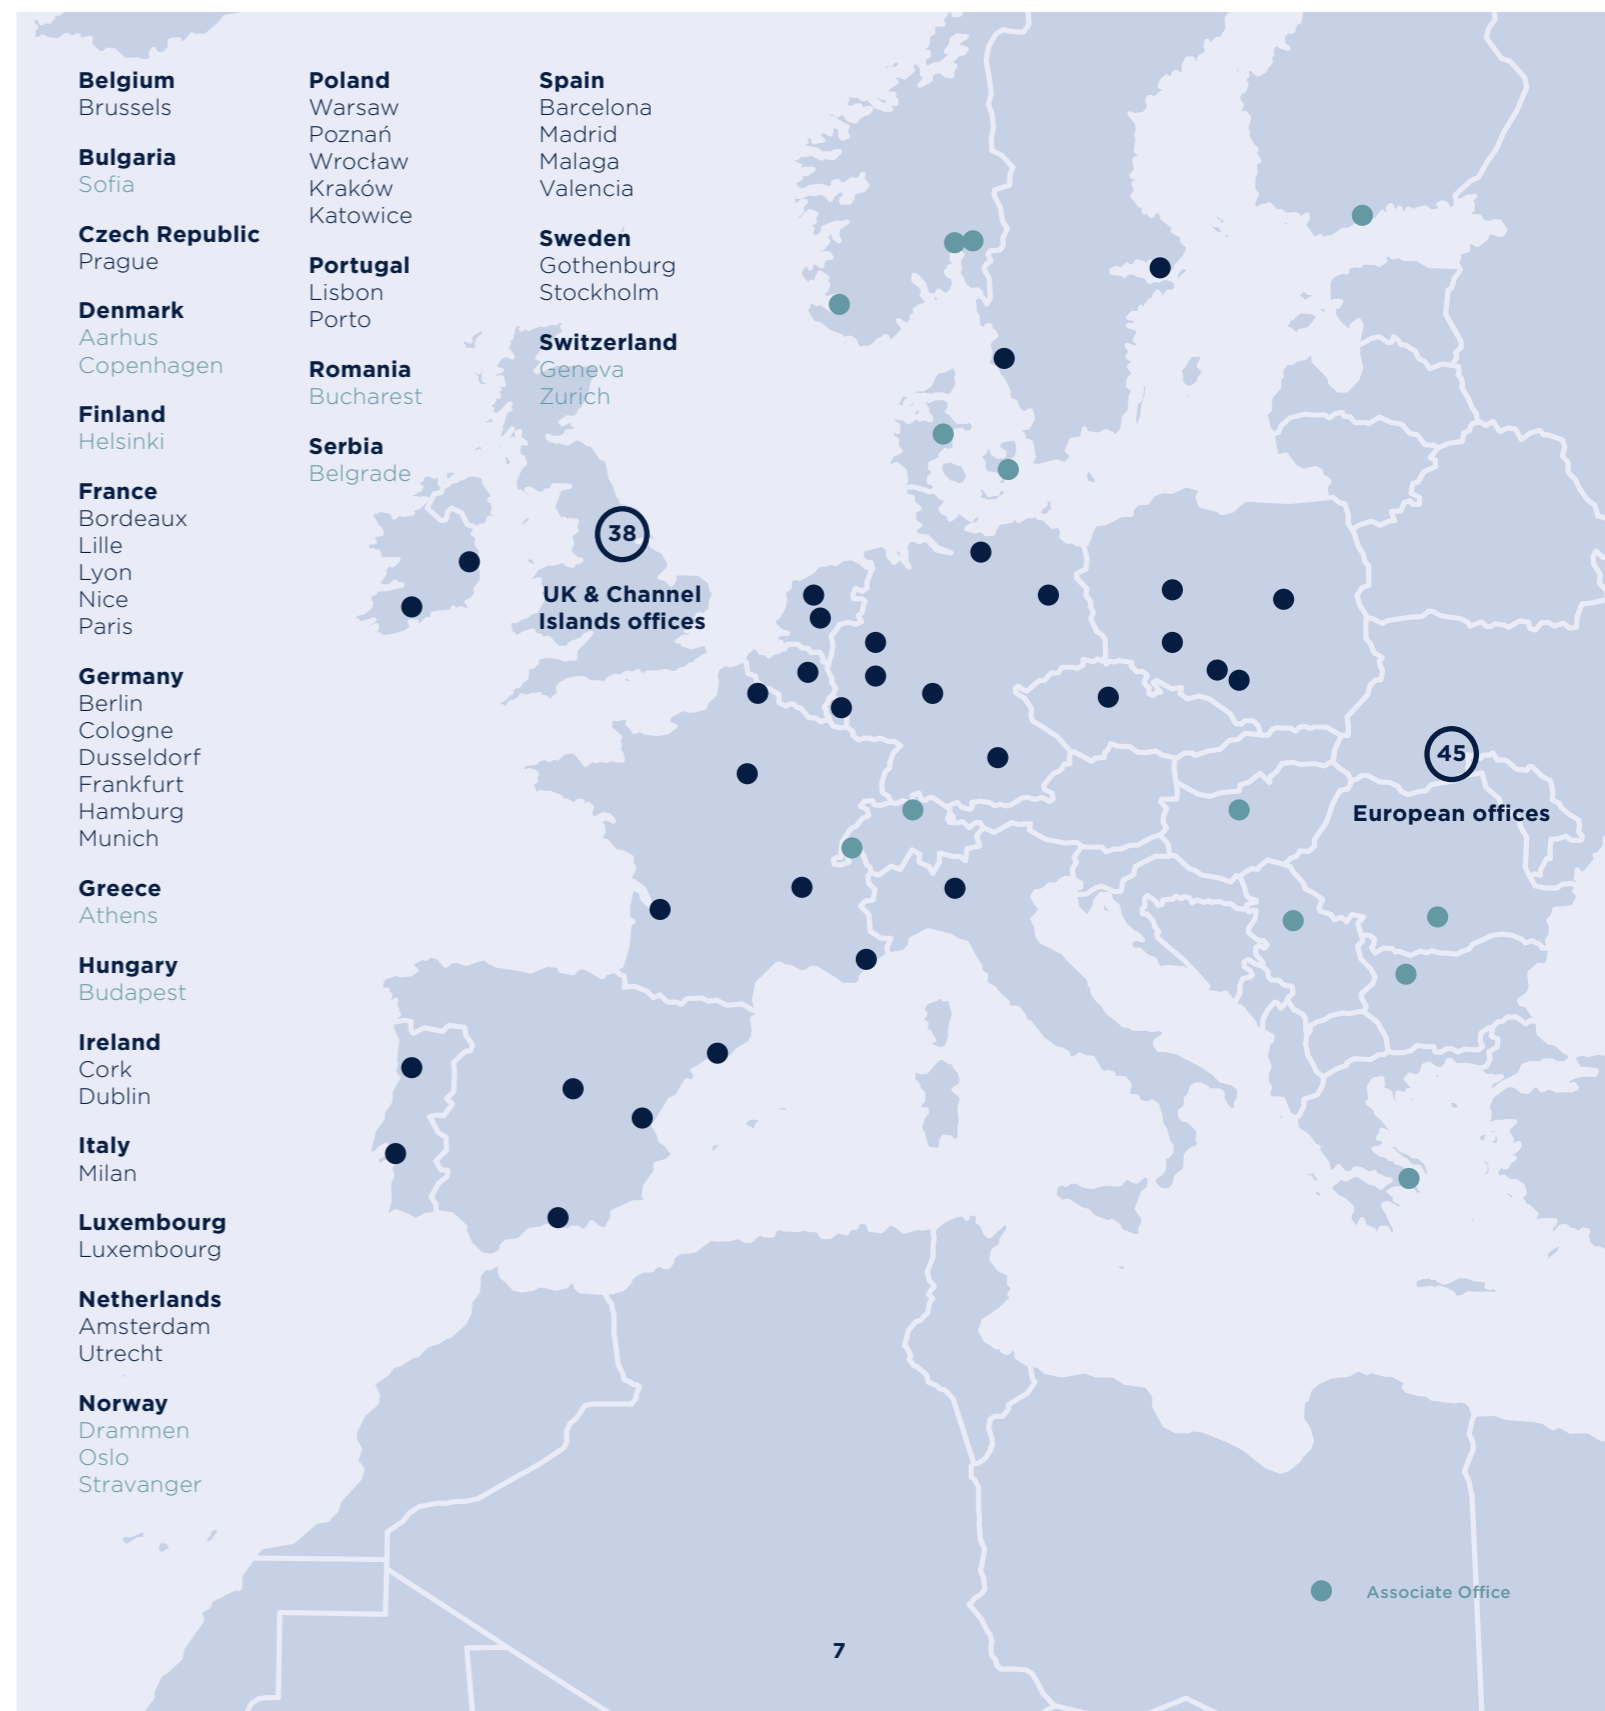 Belgium
Brussels
Bulgaria
Sofia
Czech Republic
Prague
Denmark
Aarhus
Copenhagen
Finland
Helsinki
France
Bordeaux
Lille
Lyon
Nice
Paris
Germany
Berlin
Cologne
Dusseldorf
Frankfurt
Hamburg
Munich
Greece
Athens
Hungary
Budapest
Ireland
Cork
Dublin
Italy
Milan
Luxembourg
Luxembourg
Netherlands
Amsterdam
Utrecht
Norway
Drammen
Oslo
Stravanger
Poland
Warsaw
Poznań
Wrocław
Kraków
Katowice
Portugal
Lisbon
Porto
Romania
Bucharest
Serbia
Belgrade
Spain
Barcelona
Madrid
Malaga
Valencia
Sweden
Gothenburg
Stockholm
Switzerland
Geneva
Zurich
38
UK & Channel
Islands offices
45
European offices
Associate Office
7